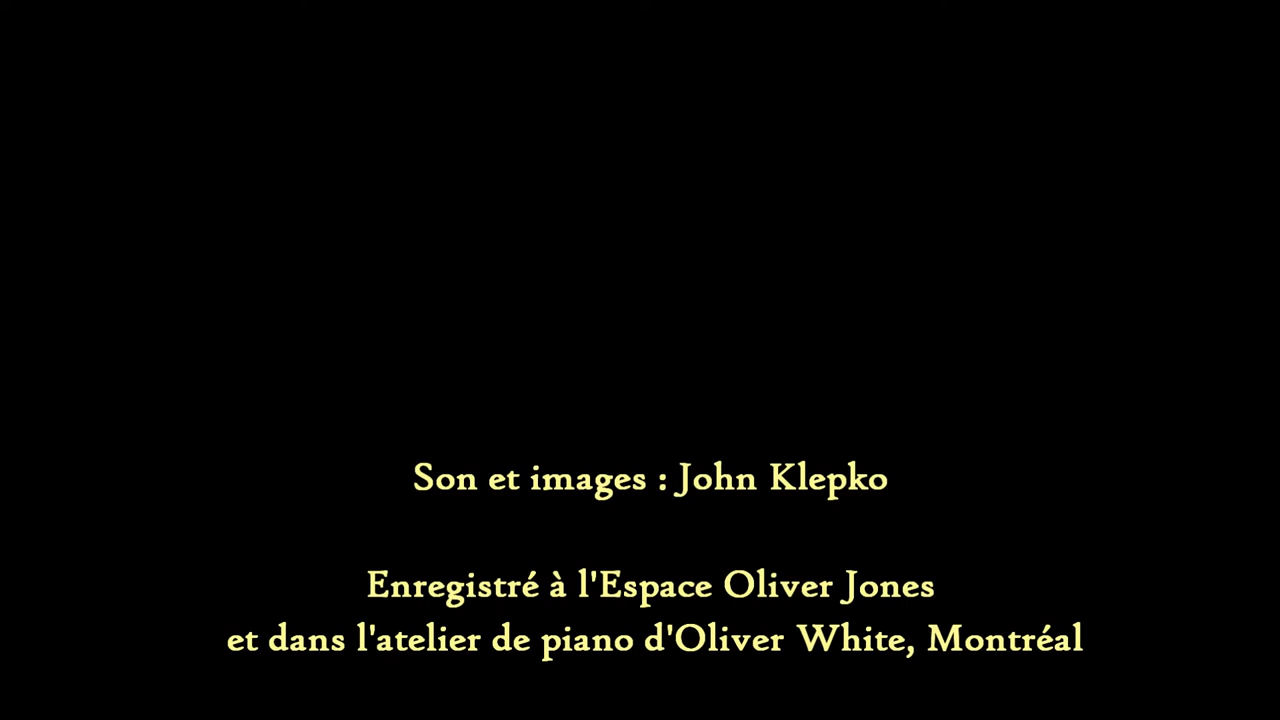 Son et images : John Klepko
Enregistré à l'Espace Oliver Jones
et dans l'atelier de piano d'Oliver White, Montréal